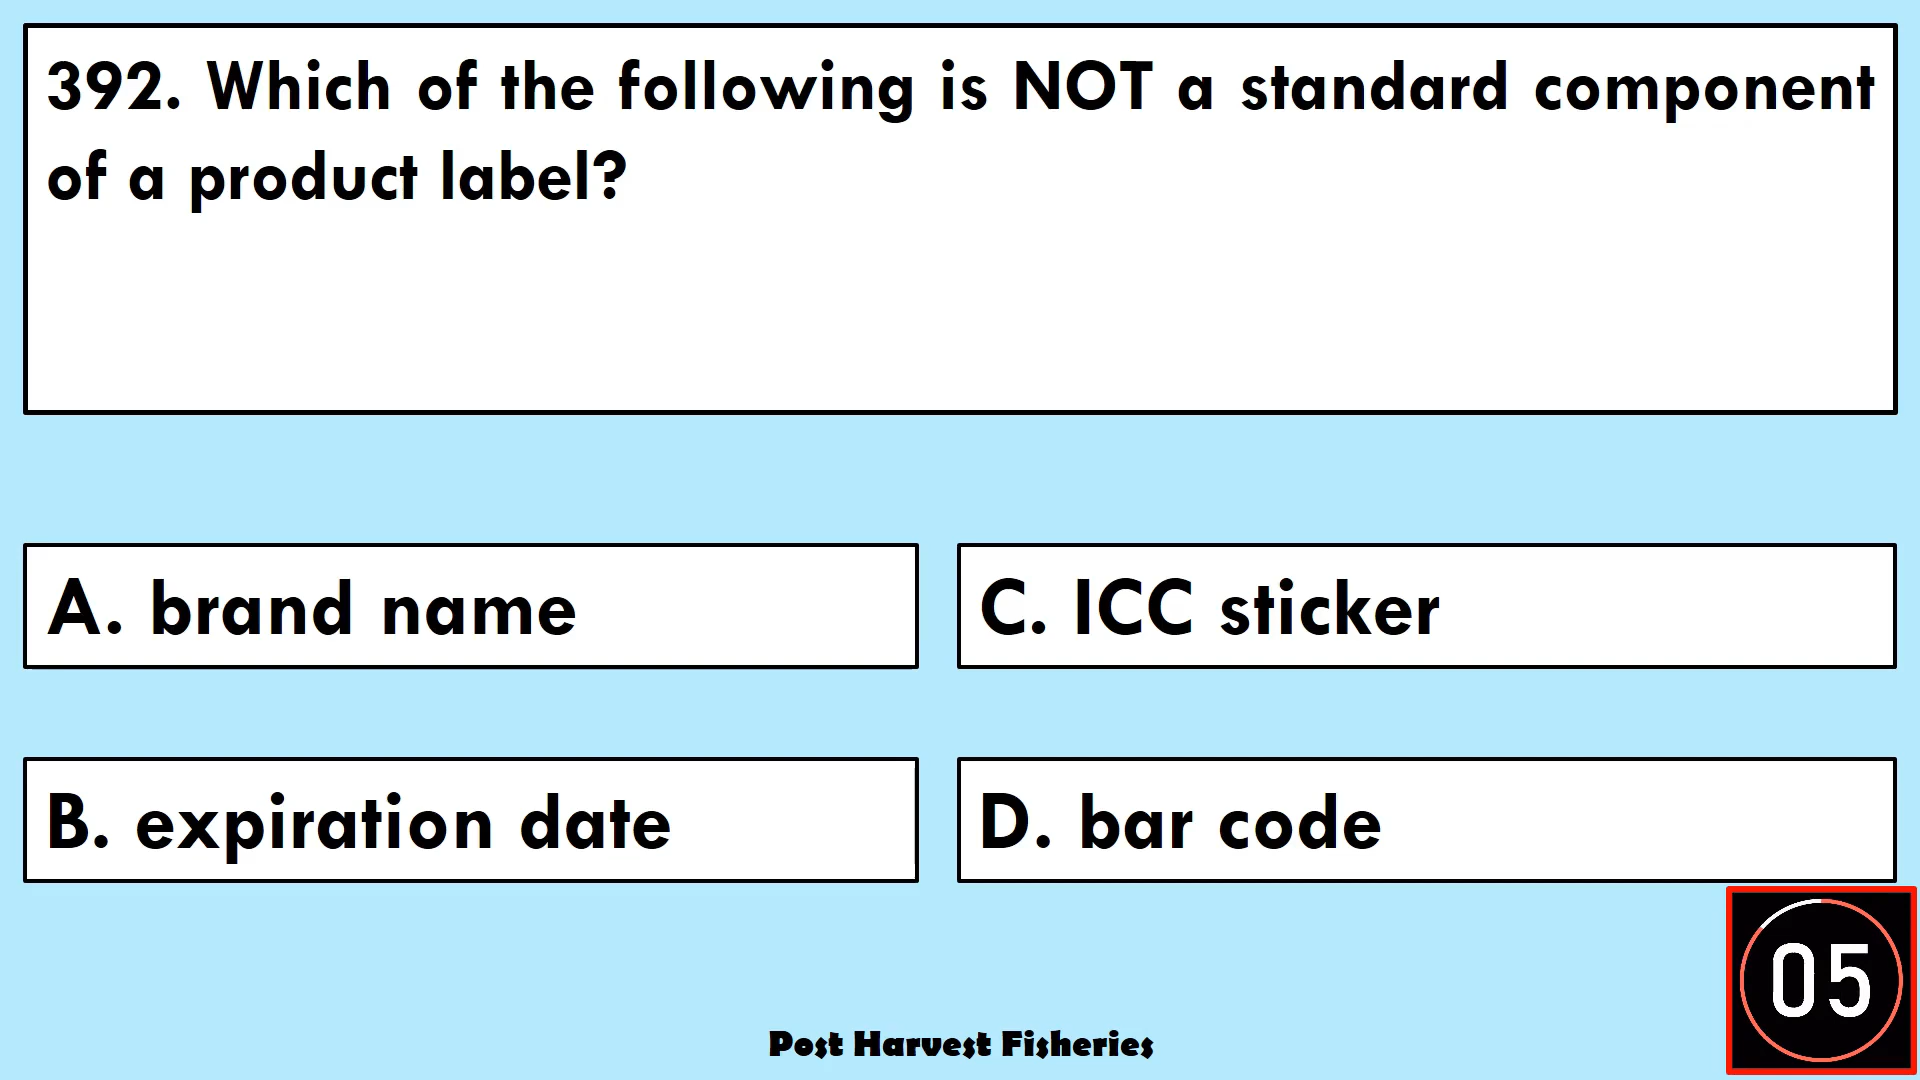 392. Which of the following is NOT a standard component
of a product label?
A. brand name
C. ICC sticker
B. expiration date
D. bar code
05
Post Harvest Fisheries